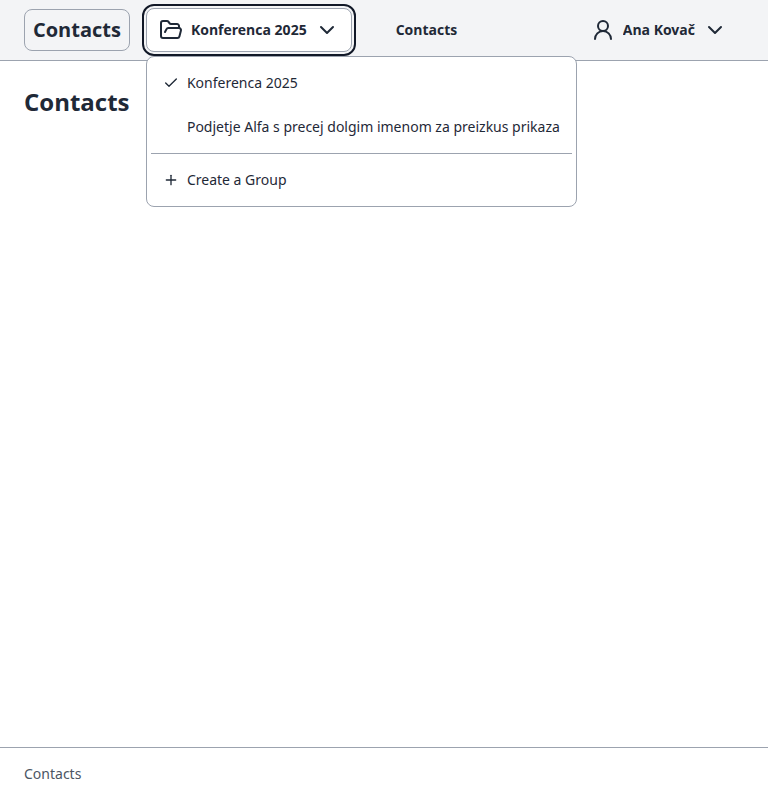 Contacts
Konferenca 2025
Contacts
Ana Kovač
Konferenca 2025
Podjetje Alfa s precej dolgim imenom za preizkus prikaza
Create a Group
Contacts
Contacts